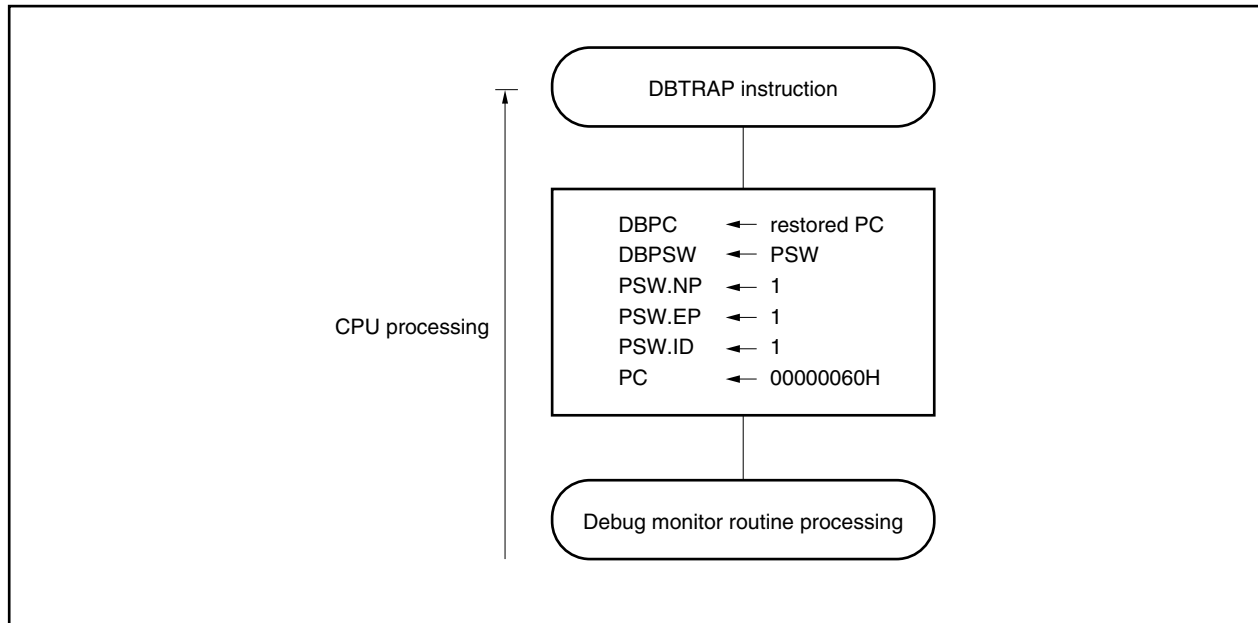 DBTRAP instruction
CPU processing
DBPC ← restored PC
DBPSW ← PSW
PSW.NP ← 1
PSW.EP ← 1
PSW.ID ← 1
PC ← 00000060H
Debug monitor routine processing